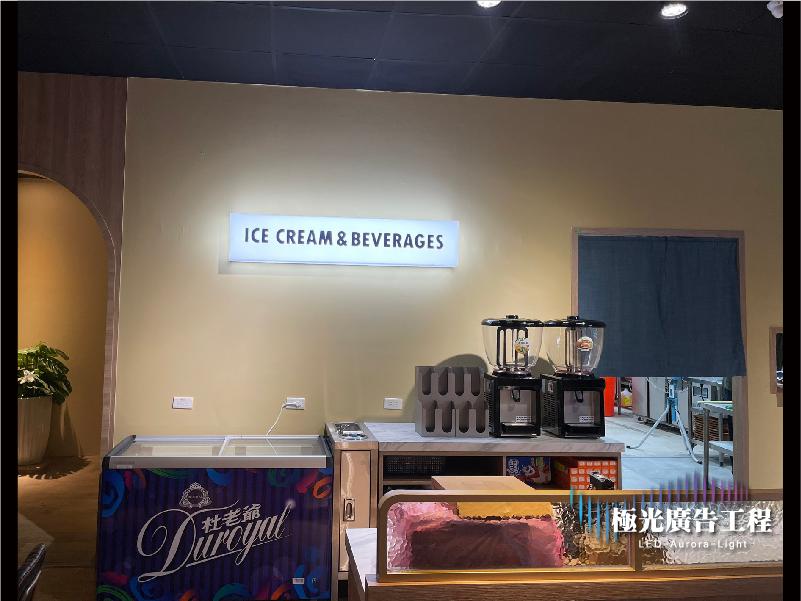 ICE CREAM & BEVERAGES
杜老爺
Duroyal
極光廣告工程
LED-Aurora-Light